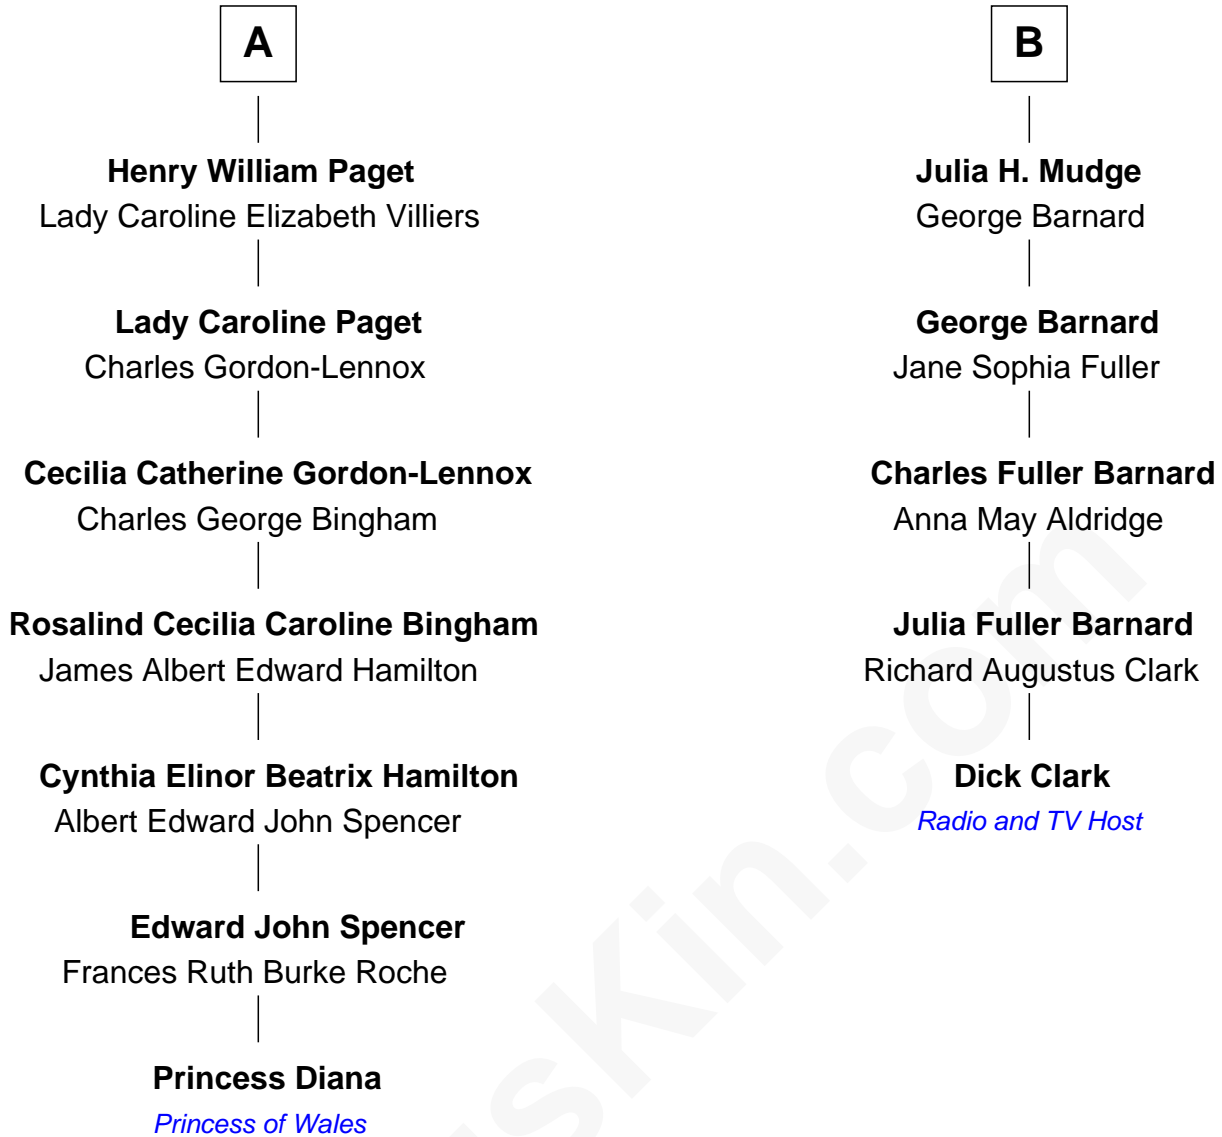 A
Henry William Paget
Lady Caroline Elizabeth Villiers
Lady Caroline Paget
Charles Gordon-Lennox
Cecilia Catherine Gordon-Lennox
Charles George Bingham
Rosalind Cecilia Caroline Bingham
James Albert Edward Hamilton
Cynthia Elinor Beatrix Hamilton
Albert Edward John Spencer
Edward John Spencer
Frances Ruth Burke Roche
Princess Diana
Princess of Wales
B
Julia H. Mudge
George Barnard
George Barnard
Jane Sophia Fuller
Charles Fuller Barnard
Anna May Aldridge
Julia Fuller Barnard
Richard Augustus Clark
Dick Clark
Radio and TV Host